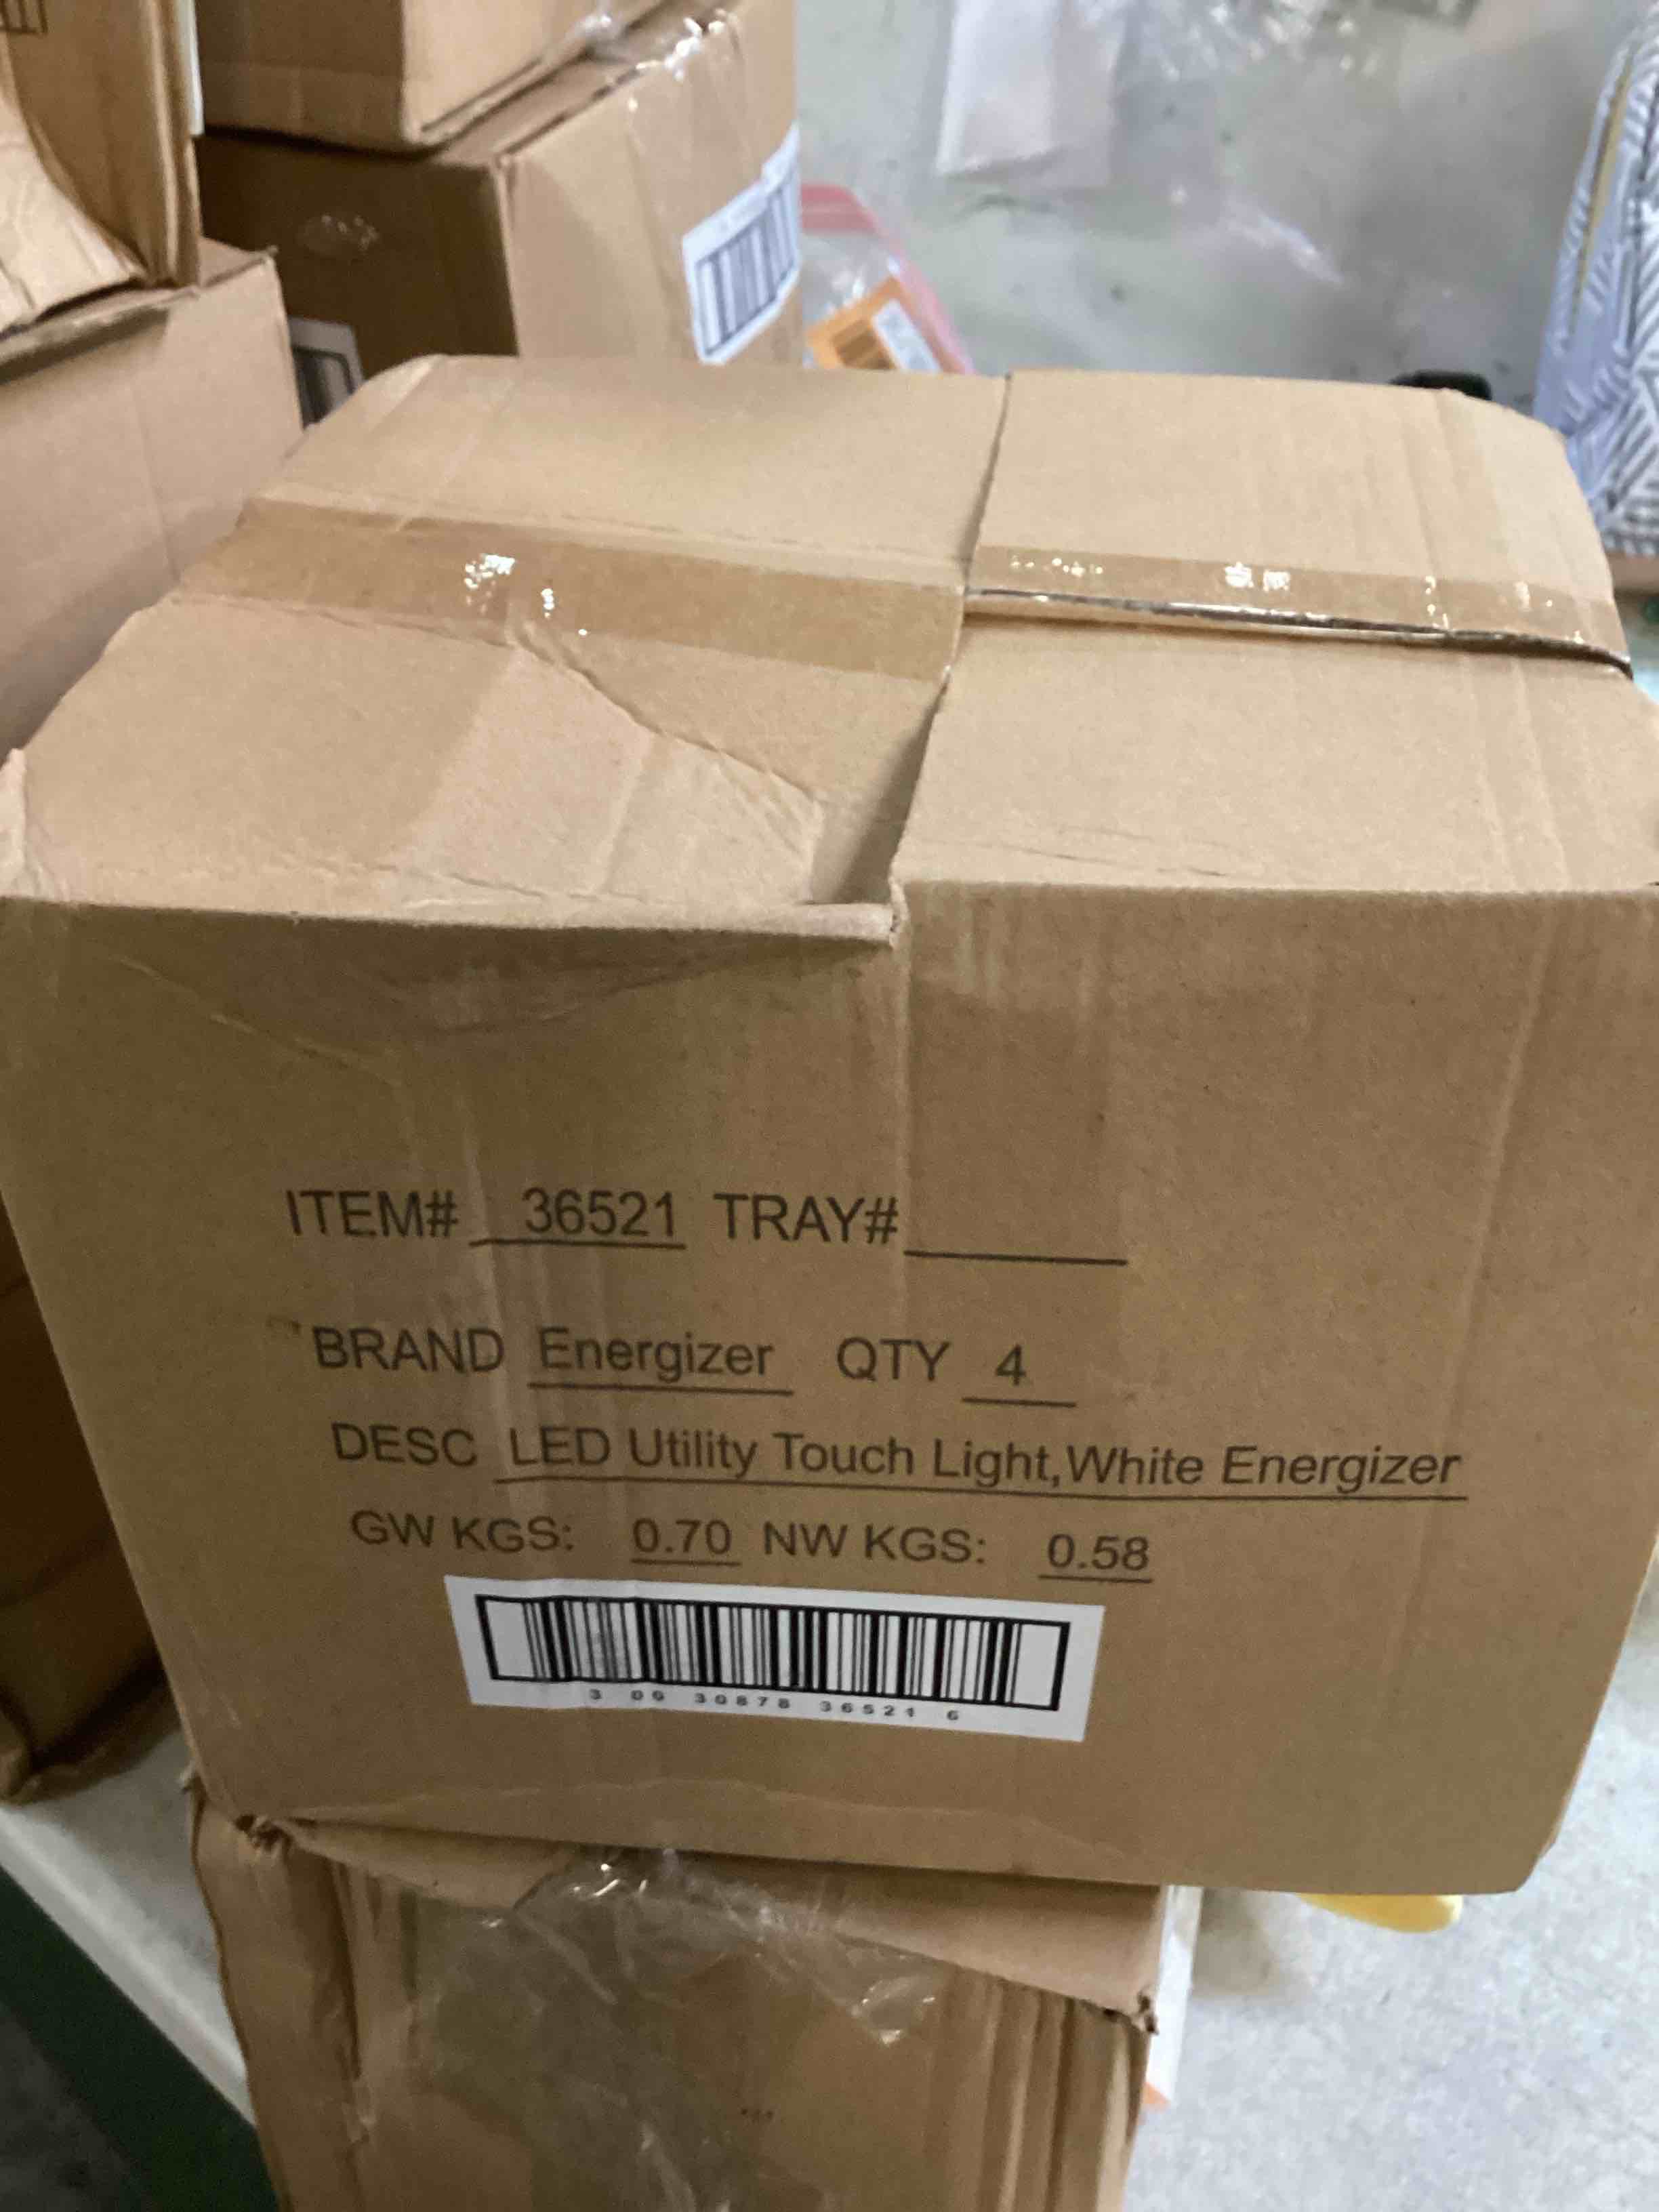 ITEM# 36521 TRAY#
BRAND Energizer QTY 4
DESC LED Utility Touch Light,White Energizer
GW KGS: 0.70 NW KGS: 0.58
3 00 30878 36521 6